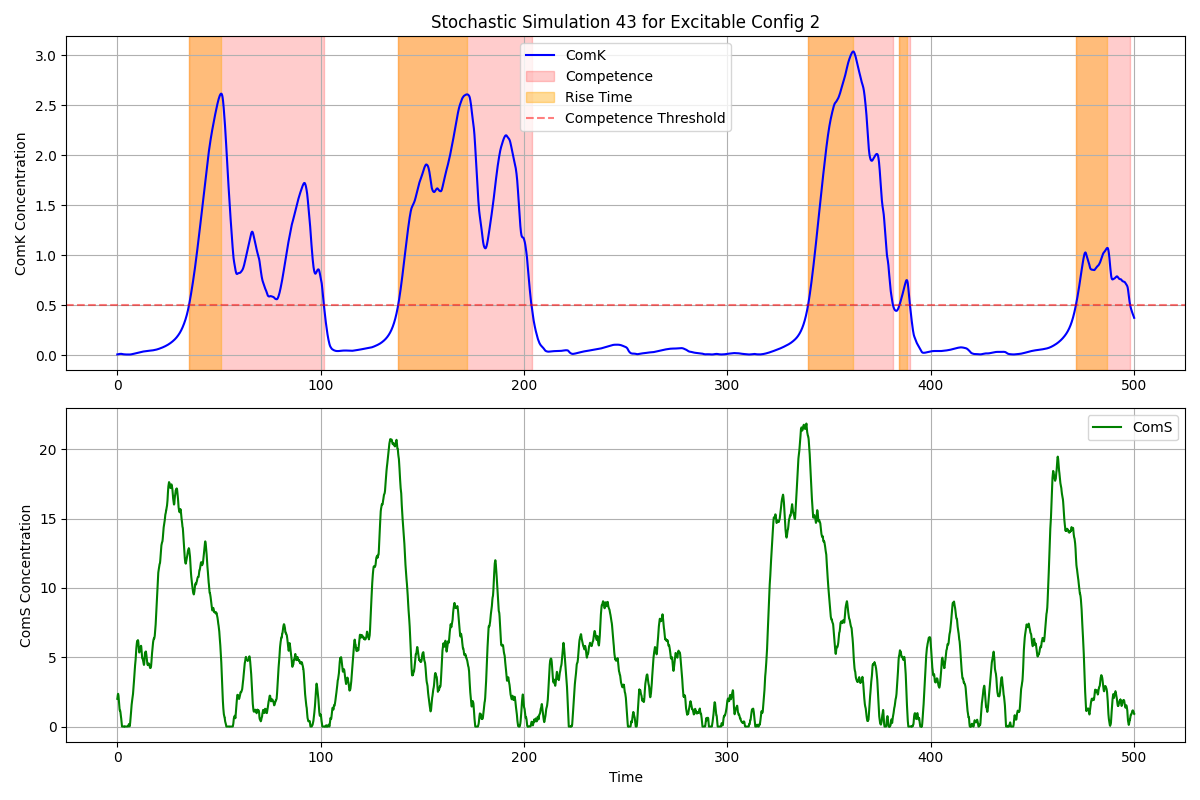 Stochastic Simulation 43 for Excitable Config 2
ComK Concentration
3.0
2.5
2.0
1.5
1.0
0.5
0.0
ComK
Competence
Rise Time
Competence Threshold
0 100 200 300 400 500
ComS Concentration
20
15
10
5
0
ComS
0 100 200 300 400 500
Time